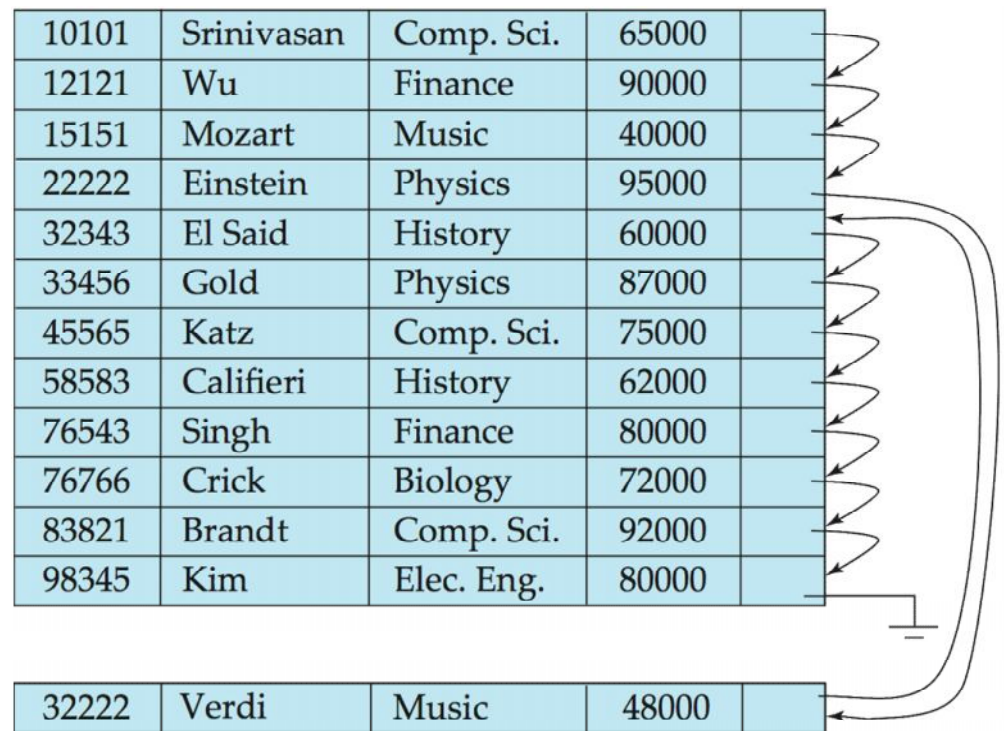 10101 Srinivasan Comp. Sci. 65000
12121 Wu Finance 90000
15151 Mozart Music 40000
22222 Einstein Physics 95000
32343 El Said History 60000
33456 Gold Physics 87000
45565 Katz Comp. Sci. 75000
58583 Califieri History 62000
76543 Singh Finance 80000
76766 Crick Biology 72000
83821 Brandt Comp. Sci. 92000
98345 Kim Elec. Eng. 80000
32222 Verdi Music 48000